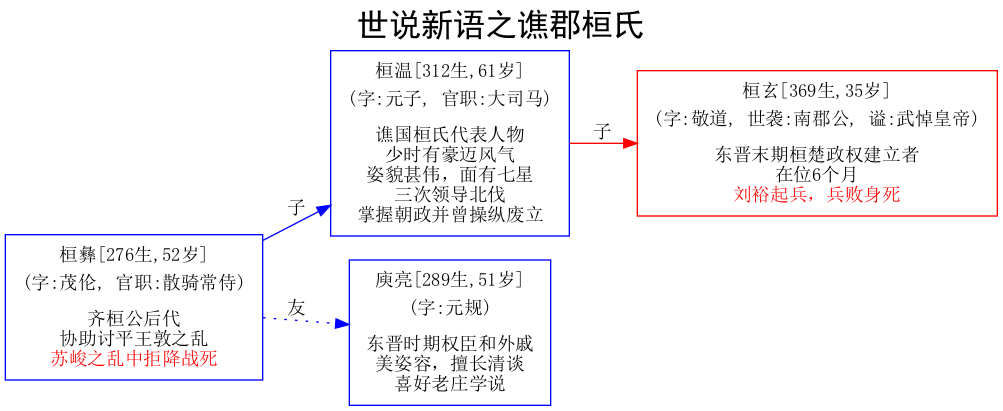 世说新语之谯郡桓氏
桓温[312生,61岁]
(字:元子, 官职:大司马)
谯国桓氏代表人物
少时有豪迈风气
姿貌甚伟，面有七星
三次领导北伐
掌握朝政并曾操纵废立
子
桓玄[369生,35岁]
(字:敬道, 世袭:南郡公, 谥:武悼皇帝)
东晋末期桓楚政权建立者
在位6个月
刘裕起兵，兵败身死
子
桓彝[276生,52岁]
(字:茂伦, 官职:散骑常侍)
齐桓公后代
协助讨平王敦之乱
苏峻之乱中拒降战死
友
庾亮[289生,51岁]
(字:元规)
东晋时期权臣和外戚
美姿容，擅长清谈
喜好老庄学说